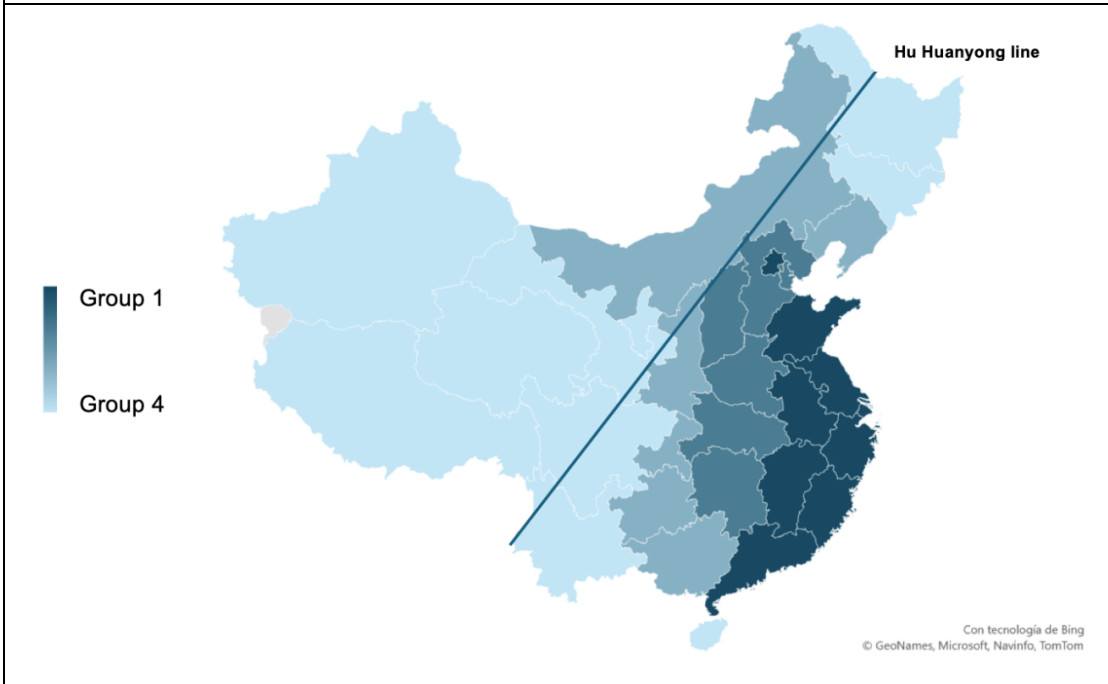 Hu Huanyong line
Group 1
Group 4
Con tecnología de Bing
© GeoNames, Microsoft, Navinfo, TomTom